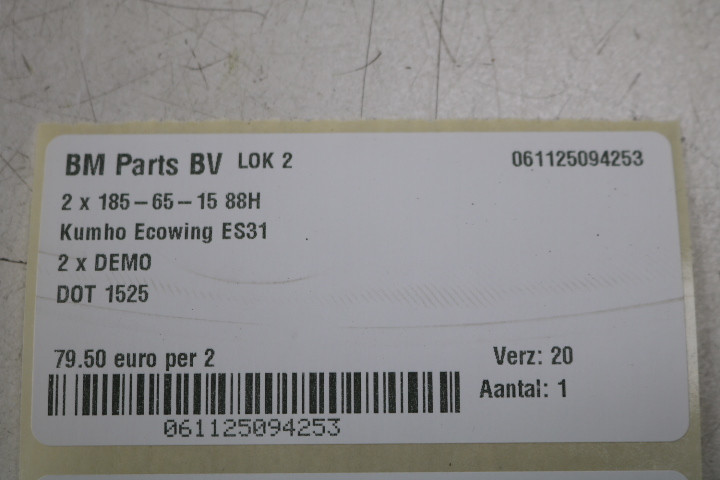 BM Parts BV LOK 2 061125094253
2 x 185-65-15 88H
Kumho Ecowing ES31
2 x DEMO
DOT 1525
79.50 euro per 2 Verz: 20
Aantal: 1
061125094253